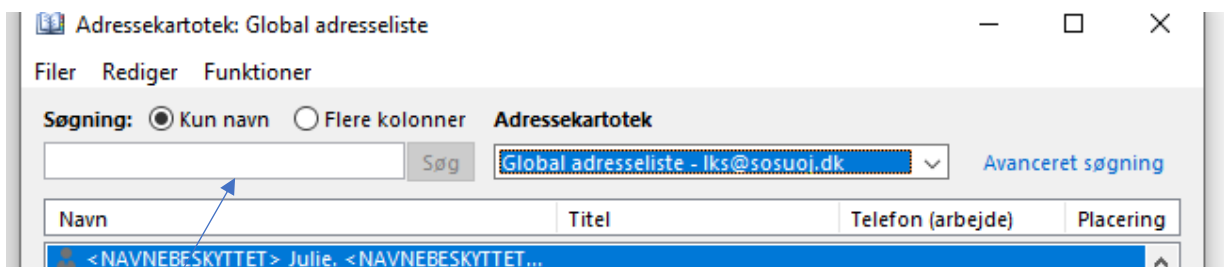 Adressekartotek: Global adresseliste
Filer Rediger Funktioner
Søgning: Kun navn Flere kolonner Adressekartotek
Søg Global adresseliste - lks@sosuoj.dk Avanceret søgning
Navn Titel Telefon (arbejde) Placering
<NAVNEBESKYTTET> Julie. <NAVNEBESKYTTET...